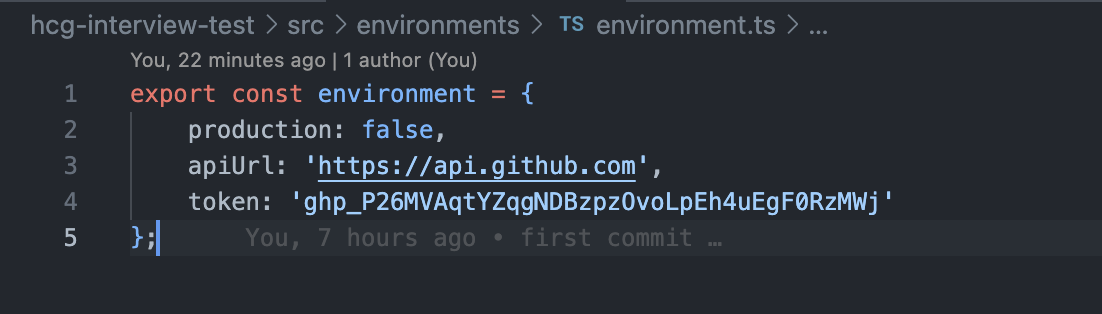 hcg-interview-test > src > environments > TS environment.ts > ...
You, 22 minutes ago | 1 author (You)
1 export const environment = {
2 production: false,
3 apiUrl: 'https://api.github.com',
4 token: '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'
5 }; You, 7 hours ago • first commit …